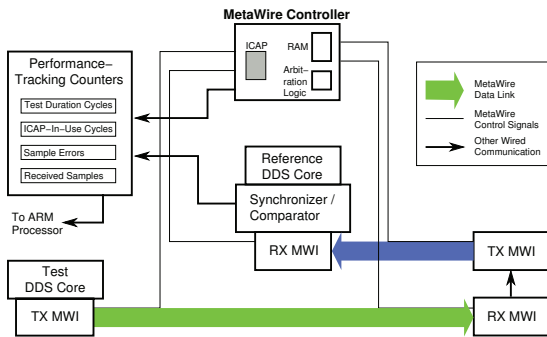 MetaWire Controller
ICAP
RAM
Arbit-
ration
Logic
Performance-
Tracking Counters
Test Duration Cycles
ICAP-In-Use Cycles
Sample Errors
Received Samples
To ARM
Processor
MetaWire
Data Link
MetaWire
Control Signals
Other Wired
Communication
Reference
DDS Core
Synchronizer /
Comparator
RX MWI
TX MWI
Test
DDS Core
TX MWI
RX MWI